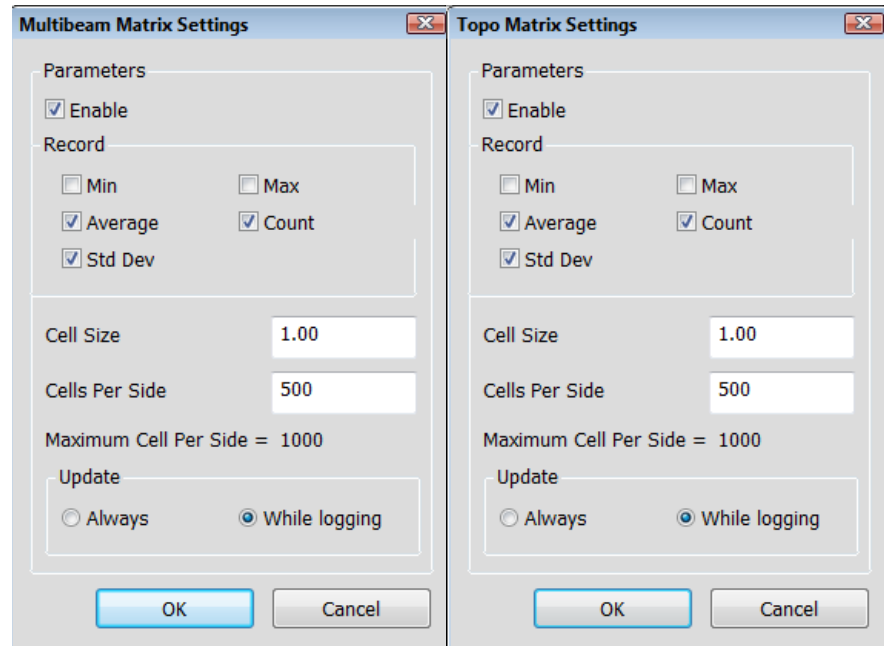 Multibeam Matrix Settings
Parameters
Enable
Record
Min Max
Average Count
Std Dev
Cell Size 1.00
Cells Per Side 500
Maximum Cell Per Side = 1000
Update
Always While logging
OK Cancel
Topo Matrix Settings
Parameters
Enable
Record
Min Max
Average Count
Std Dev
Cell Size 1.00
Cells Per Side 500
Maximum Cell Per Side = 1000
Update
Always While logging
OK Cancel